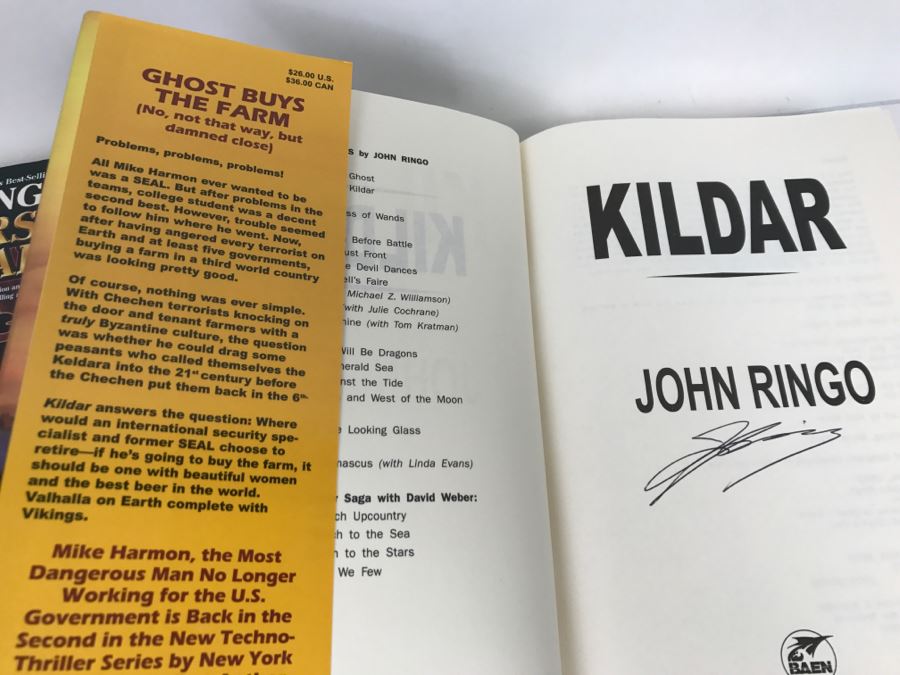 $26.00 U.S.
$36.00 CAN
GHOST BUYS
THE FARM
(No, not that way, but
damned close)
Problems, problems, problems!
All Mike Harmon ever wanted to be
was a SEAL. But after problems in the
teams, college student was a decent
second best. However, trouble seemed
to follow him where he went. Now,
after having angered every terrorist on
Earth and at least five governments,
buying a farm in a third world country
was looking pretty good.
Of course, nothing was ever simple.
With Chechen terrorists knocking on
the door and tenant farmers with a
truly Byzantine culture, the question
was whether he could drag some
peasants who called themselves the
Keldara into the 21st century before
the Chechen put them back in the 6th.
Kildar answers the question: Where
would an international security spe-
cialist and former SEAL choose to
retire—if he's going to buy the farm, it
should be one with beautiful women
and the best beer in the world.
Valhalla on Earth complete with
Vikings.
Mike Harmon, the Most
Dangerous Man No Longer
Working for the U.S.
Government is Back in the
Second in the New Techno-
Thriller Series by New York
by JOHN RINGO
Ghost
Kildar
of Wands
Before Battle
Front
Devil Dances
Faire
Michael Z. Williamson)
(with Julie Cochrane)
(with Tom Kratman)
Will Be Dragons
Sea
the Tide
and West of the Moon
Looking Glass
(with Linda Evans)
Saga with David Weber:
Upcountry
to the Sea
to the Stars
We Few
KILDAR
JOHN RINGO
BAEN